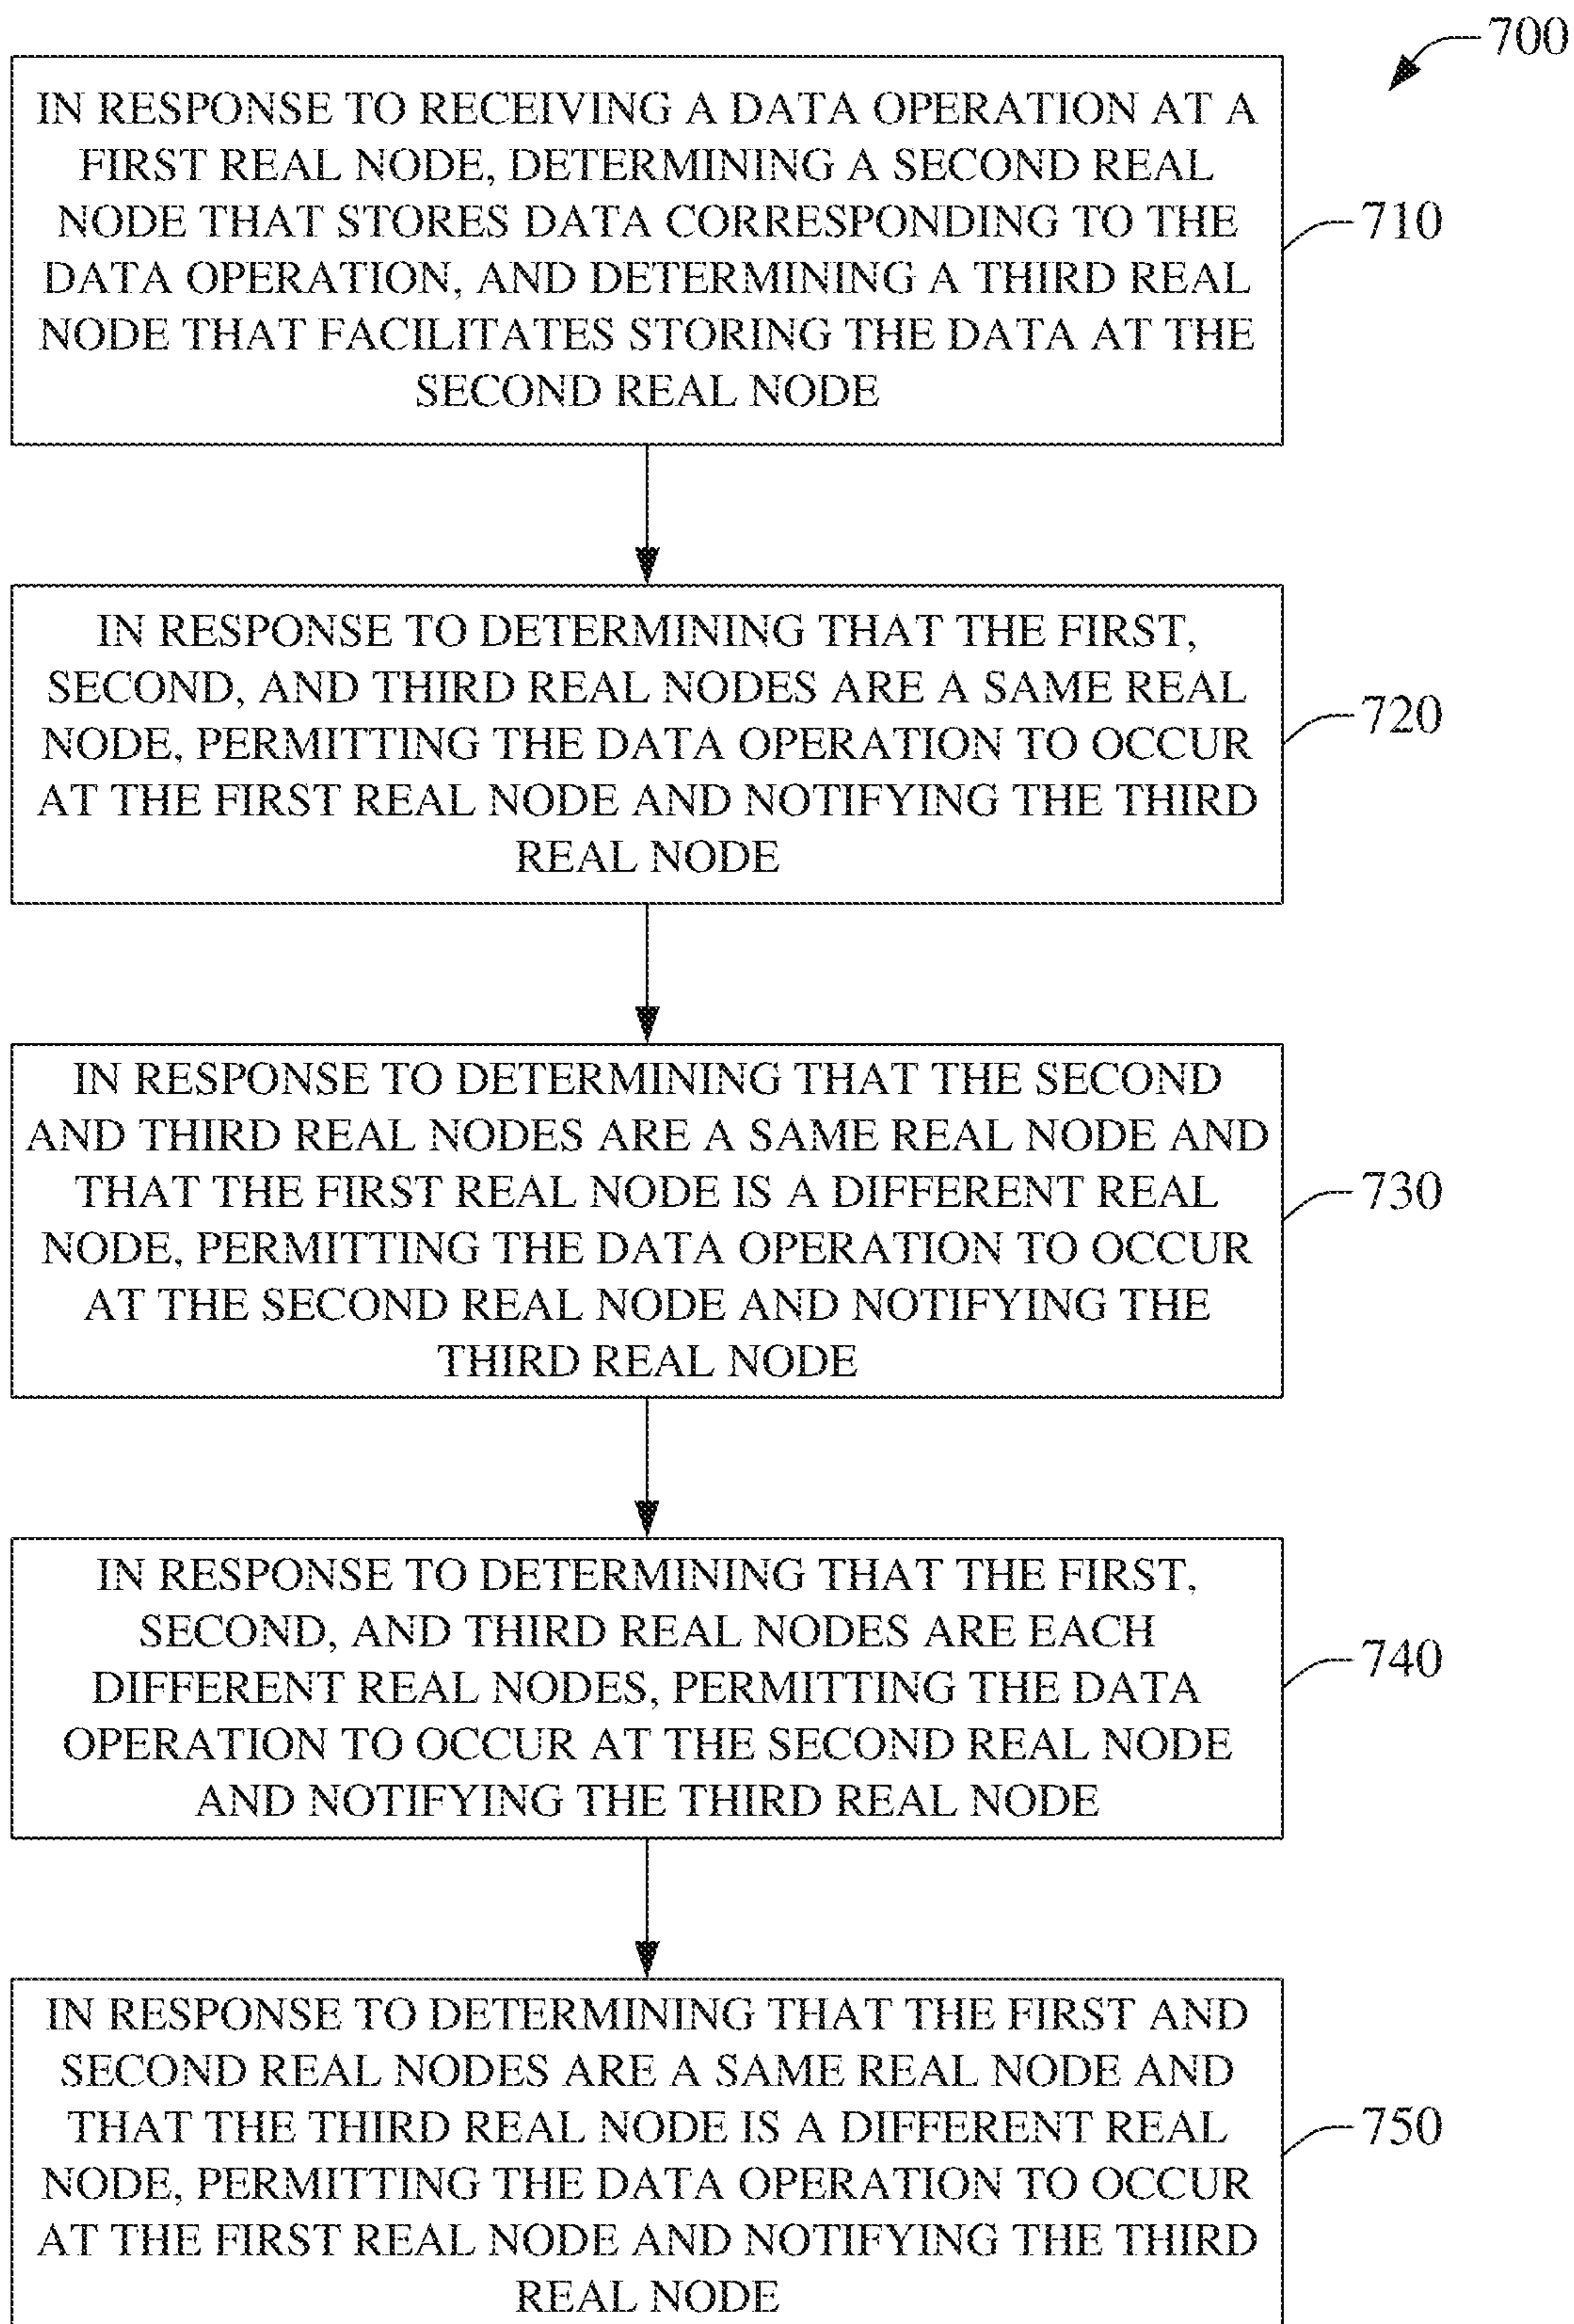 700
IN RESPONSE TO RECEIVING A DATA OPERATION AT A
FIRST REAL NODE, DETERMINING A SECOND REAL
NODE THAT STORES DATA CORRESPONDING TO THE
DATA OPERATION, AND DETERMINING A THIRD REAL
NODE THAT FACILITATES STORING THE DATA AT THE
SECOND REAL NODE
710
IN RESPONSE TO DETERMINING THAT THE FIRST,
SECOND, AND THIRD REAL NODES ARE A SAME REAL
NODE, PERMITTING THE DATA OPERATION TO OCCUR
AT THE FIRST REAL NODE AND NOTIFYING THE THIRD
REAL NODE
720
IN RESPONSE TO DETERMINING THAT THE SECOND
AND THIRD REAL NODES ARE A SAME REAL NODE AND
THAT THE FIRST REAL NODE IS A DIFFERENT REAL
NODE, PERMITTING THE DATA OPERATION TO OCCUR
AT THE SECOND REAL NODE AND NOTIFYING THE
THIRD REAL NODE
730
IN RESPONSE TO DETERMINING THAT THE FIRST,
SECOND, AND THIRD REAL NODES ARE EACH
DIFFERENT REAL NODES, PERMITTING THE DATA
OPERATION TO OCCUR AT THE SECOND REAL NODE
AND NOTIFYING THE THIRD REAL NODE
740
IN RESPONSE TO DETERMINING THAT THE FIRST AND
SECOND REAL NODES ARE A SAME REAL NODE AND
THAT THE THIRD REAL NODE IS A DIFFERENT REAL
NODE, PERMITTING THE DATA OPERATION TO OCCUR
AT THE FIRST REAL NODE AND NOTIFYING THE THIRD
REAL NODE
750